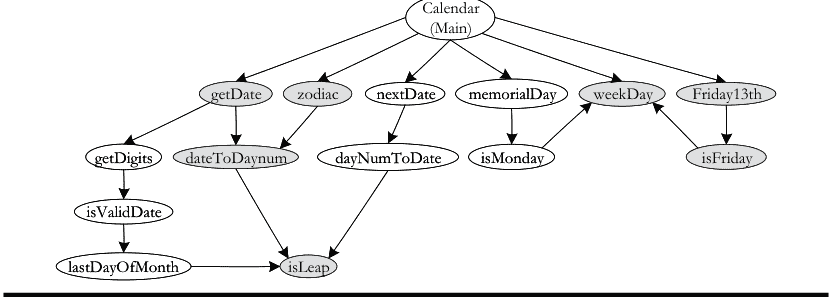 Calendar
(Main)
getDate
zodiac
nextDate
memorialDay
weekDay
Friday13th
getDigits
dateToDaynum
dayNumToDate
isMonday
isFriday
isValidDate
lastDayOfMonth
isLeap